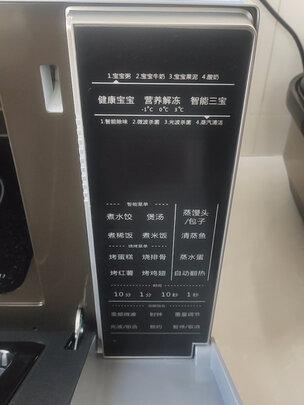 1.宝宝粥 2.宝宝牛奶 3.宝宝果泥 4.酸奶
健康宝宝 营养解冻 智能三宝
-1℃ 0℃ 3℃
1.智能除味 2.微波杀菌 3.光波杀菌 4.蒸汽清洁
智能菜单
煮水饺 煲汤 蒸馒头/包子
煮稀饭 煮米饭 清蒸鱼
烧烤菜单
烤蛋糕 烧排骨 蒸水蛋
烤红薯 烤鸡翅 自动翻热
时间
10分 1分 10秒 1秒
变频微波 时钟 重量调节
光波/组合 预约 暂停/取消